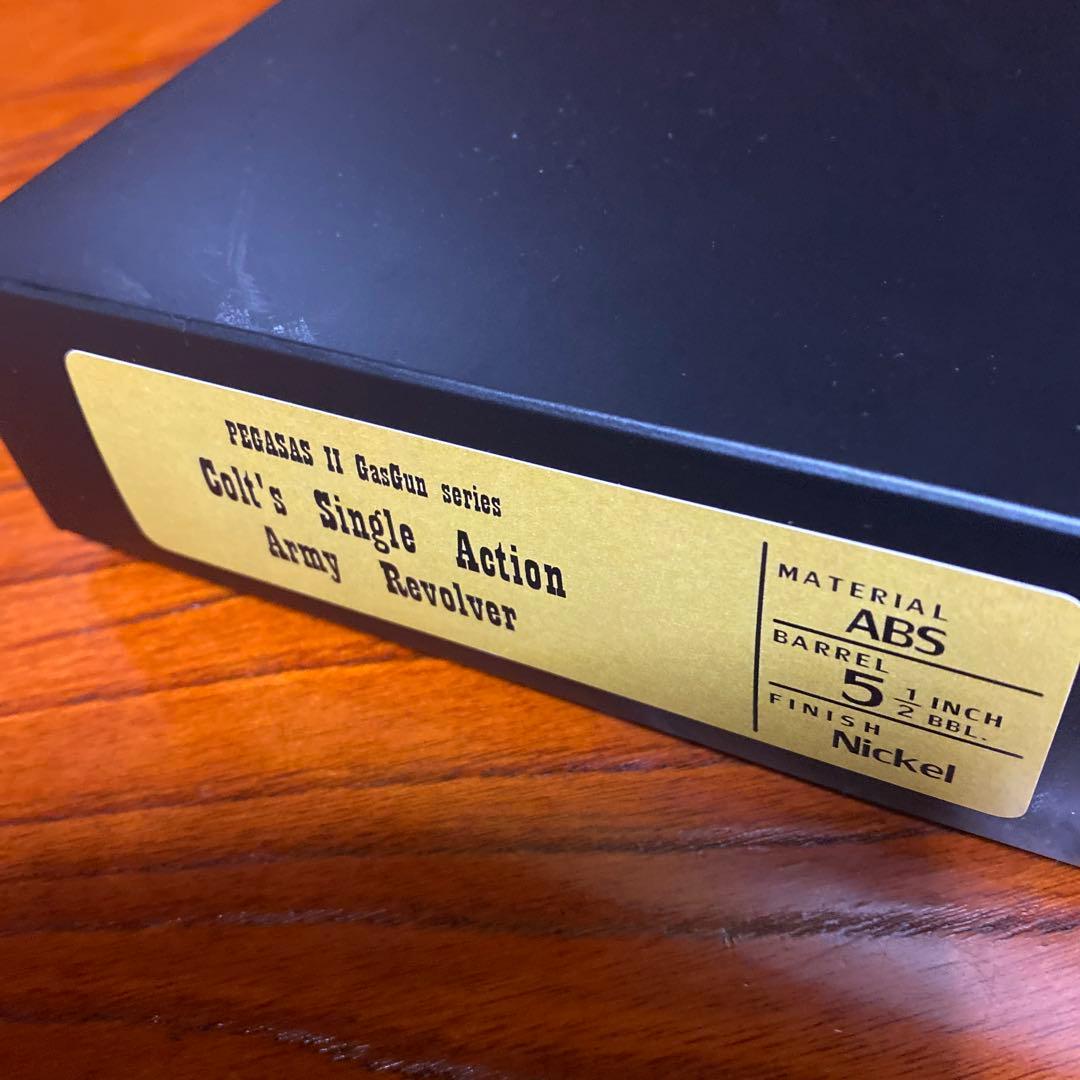 PEGASAS II GasGun series
Colt's Single Action
Army Revolver
MATERIAL
ABS
BARREL
5 1/2 INCH BBL.
FINISH
Nickel